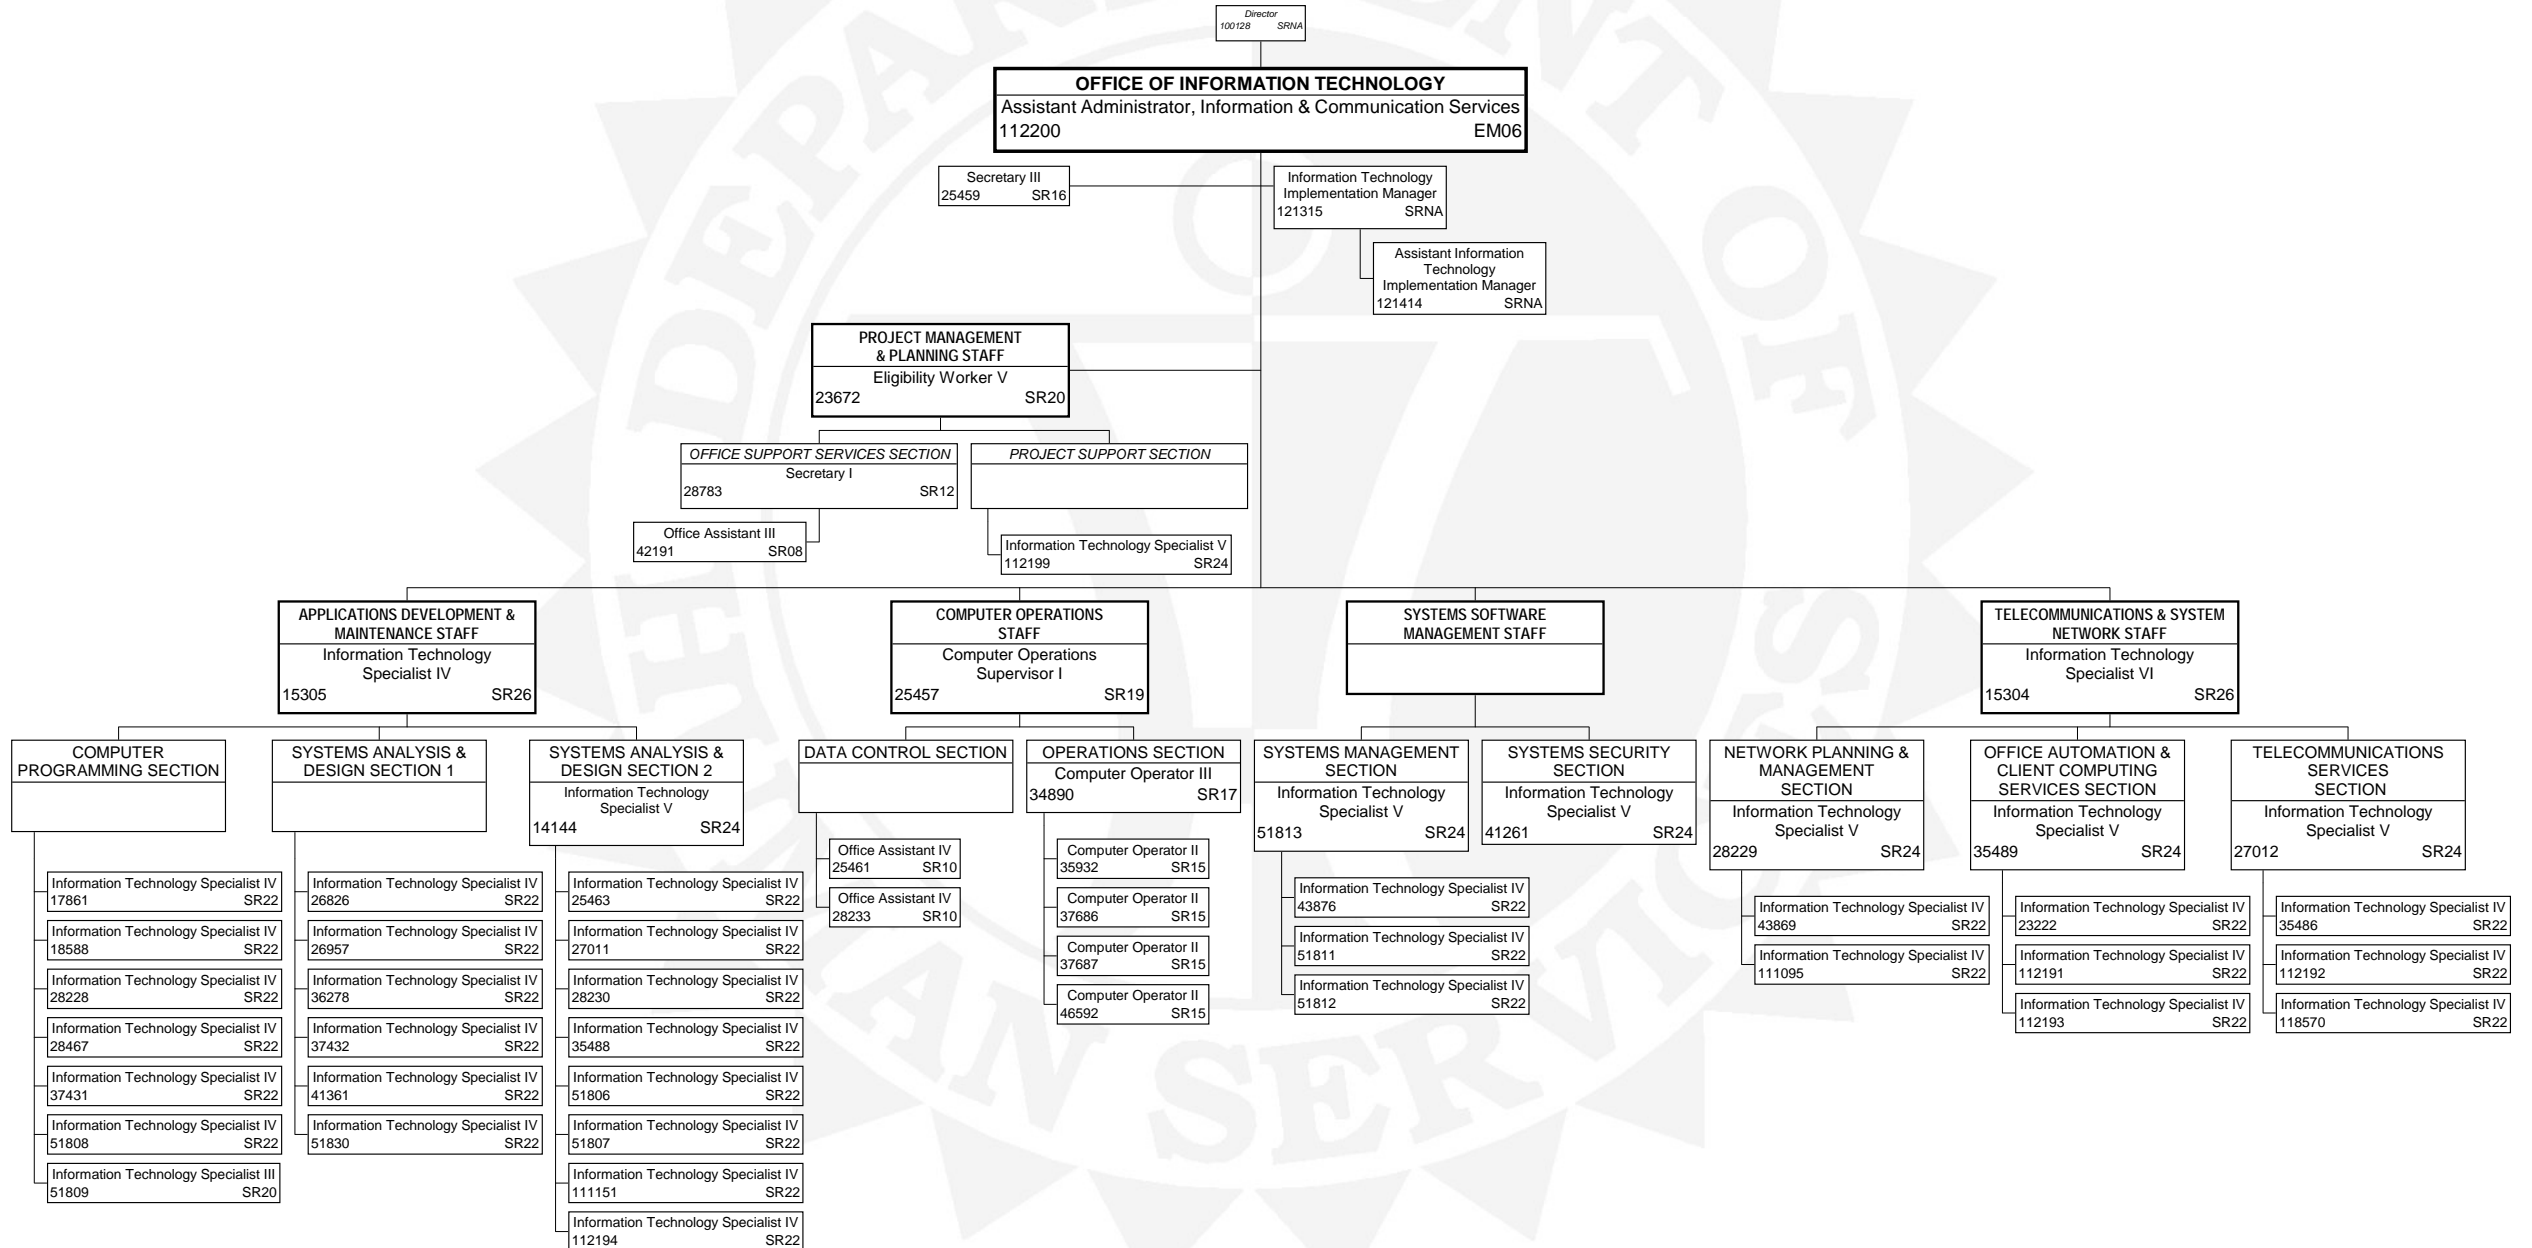 Director
100128 SRNA
OFFICE OF INFORMATION TECHNOLOGY
Assistant Administrator, Information & Communication Services
112200 EM06
Secretary III
25459 SR16
Information Technology
Implementation Manager
121315 SRNA
Assistant Information
Technology
Implementation Manager
121414 SRNA
PROJECT MANAGEMENT
& PLANNING STAFF
Eligibility Worker V
23672 SR20
OFFICE SUPPORT SERVICES SECTION
Secretary I
28783 SR12
Office Assistant III
42191 SR08
PROJECT SUPPORT SECTION
Information Technology Specialist V
112199 SR24
APPLICATIONS DEVELOPMENT &
MAINTENANCE STAFF
Information Technology
Specialist IV
15305 SR26
COMPUTER OPERATIONS
STAFF
Computer Operations
Supervisor I
25457 SR19
SYSTEMS SOFTWARE
MANAGEMENT STAFF
TELECOMMUNICATIONS & SYSTEM
NETWORK STAFF
Information Technology
Specialist VI
15304 SR26
COMPUTER
PROGRAMMING SECTION
Information Technology Specialist IV
17861 SR22
Information Technology Specialist IV
18588 SR22
Information Technology Specialist IV
28228 SR22
Information Technology Specialist IV
28467 SR22
Information Technology Specialist IV
37431 SR22
Information Technology Specialist IV
51808 SR22
Information Technology Specialist III
51809 SR20
SYSTEMS ANALYSIS &
DESIGN SECTION 1
Information Technology Specialist IV
26826 SR22
Information Technology Specialist IV
26957 SR22
Information Technology Specialist IV
36278 SR22
Information Technology Specialist IV
37432 SR22
Information Technology Specialist IV
41361 SR22
Information Technology Specialist IV
51830 SR22
SYSTEMS ANALYSIS &
DESIGN SECTION 2
Information Technology
Specialist V
14144 SR24
Information Technology Specialist IV
25463 SR22
Information Technology Specialist IV
27011 SR22
Information Technology Specialist IV
28230 SR22
Information Technology Specialist IV
35488 SR22
Information Technology Specialist IV
51806 SR22
Information Technology Specialist IV
51807 SR22
Information Technology Specialist IV
111151 SR22
Information Technology Specialist IV
112194 SR22
DATA CONTROL SECTION
Office Assistant IV
25461 SR10
Office Assistant IV
28233 SR10
OPERATIONS SECTION
Computer Operator III
34890 SR17
Computer Operator II
35932 SR15
Computer Operator II
37686 SR15
Computer Operator II
37687 SR15
Computer Operator II
46592 SR15
SYSTEMS MANAGEMENT
SECTION
Information Technology
Specialist V
51813 SR24
Information Technology Specialist IV
43876 SR22
Information Technology Specialist IV
51811 SR22
Information Technology Specialist IV
51812 SR22
SYSTEMS SECURITY
SECTION
Information Technology
Specialist V
41261 SR24
NETWORK PLANNING &
MANAGEMENT
SECTION
Information Technology
Specialist V
28229 SR24
Information Technology Specialist IV
43869 SR22
Information Technology Specialist IV
111095 SR22
OFFICE AUTOMATION &
CLIENT COMPUTING
SERVICES SECTION
Information Technology
Specialist V
35489 SR24
Information Technology Specialist IV
23222 SR22
Information Technology Specialist IV
112191 SR22
Information Technology Specialist IV
112193 SR22
TELECOMMUNICATIONS
SERVICES
SECTION
Information Technology
Specialist V
27012 SR24
Information Technology Specialist IV
35486 SR22
Information Technology Specialist IV
112192 SR22
Information Technology Specialist IV
118570 SR22